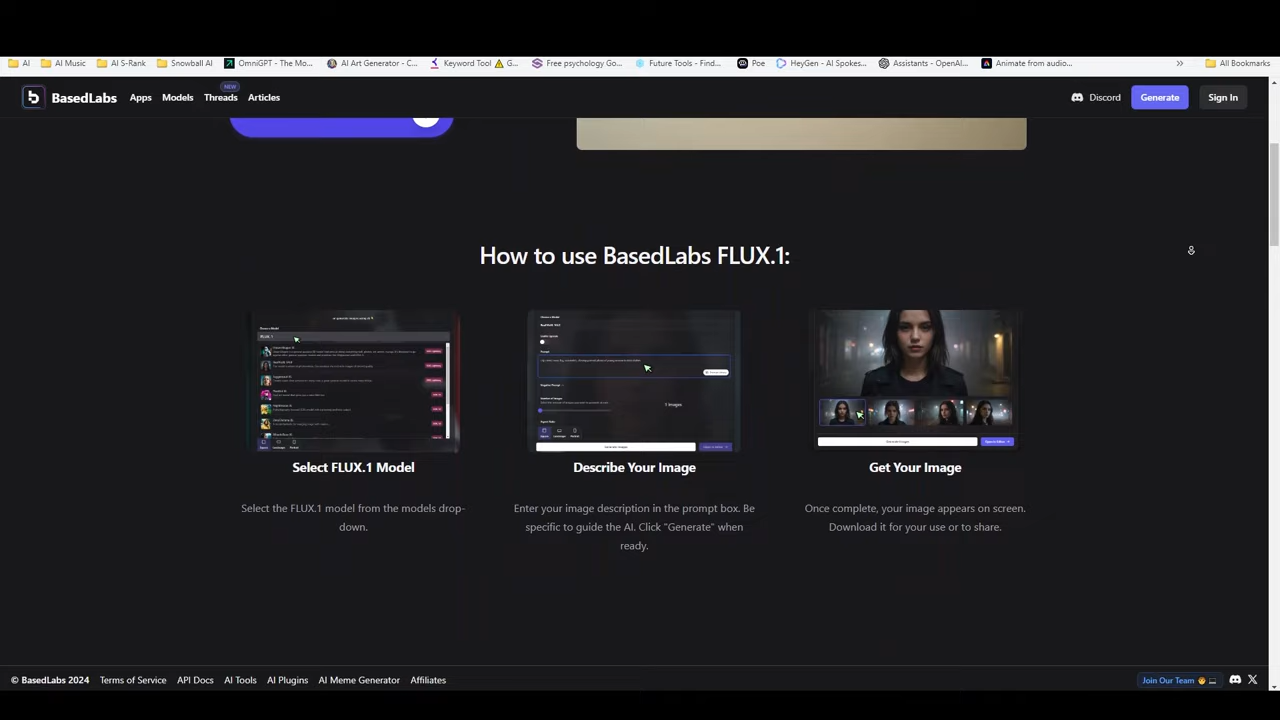 AI AI Music AI S-Rank Snowball AI OmniGPT - The Mo... AI Art Generator - C... Keyword Tool ⚠ G... Free psychology Go... Future Tools - Find... Poe HeyGen - AI Spokes... Assistants - OpenAI... Animate from audio... » All Bookmarks
NEW
BasedLabs Apps Models Threads Articles Discord Generate Sign In
How to use BasedLabs FLUX.1:
FLUX.1
1 Images
Select FLUX.1 Model Describe Your Image Get Your Image
Select the FLUX.1 model from the models drop-
down.
Enter your image description in the prompt box. Be
specific to guide the AI. Click "Generate" when
ready.
Once complete, your image appears on screen.
Download it for your use or to share.
© BasedLabs 2024 Terms of Service API Docs AI Tools AI Plugins AI Meme Generator Affiliates Join Our Team